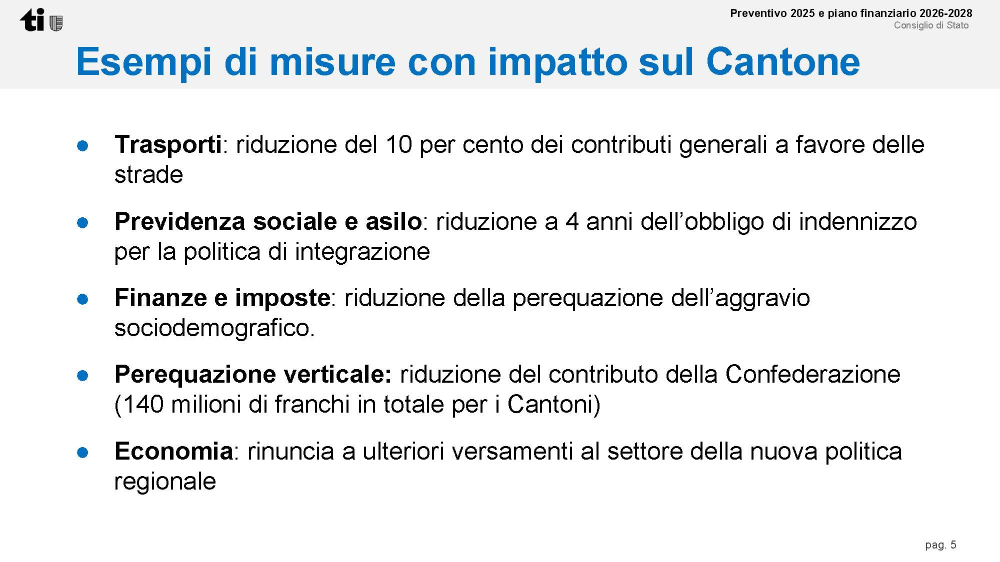 ti
Preventivo 2025 e piano finanziario 2026-2028
Consiglio di Stato
Esempi di misure con impatto sul Cantone
● Trasporti: riduzione del 10 per cento dei contributi generali a favore delle
strade
● Previdenza sociale e asilo: riduzione a 4 anni dell’obbligo di indennizzo
per la politica di integrazione
● Finanze e imposte: riduzione della perequazione dell’aggravio
sociodemografico.
● Perequazione verticale: riduzione del contributo della Confederazione
(140 milioni di franchi in totale per i Cantoni)
● Economia: rinuncia a ulteriori versamenti al settore della nuova politica
regionale
pag. 5